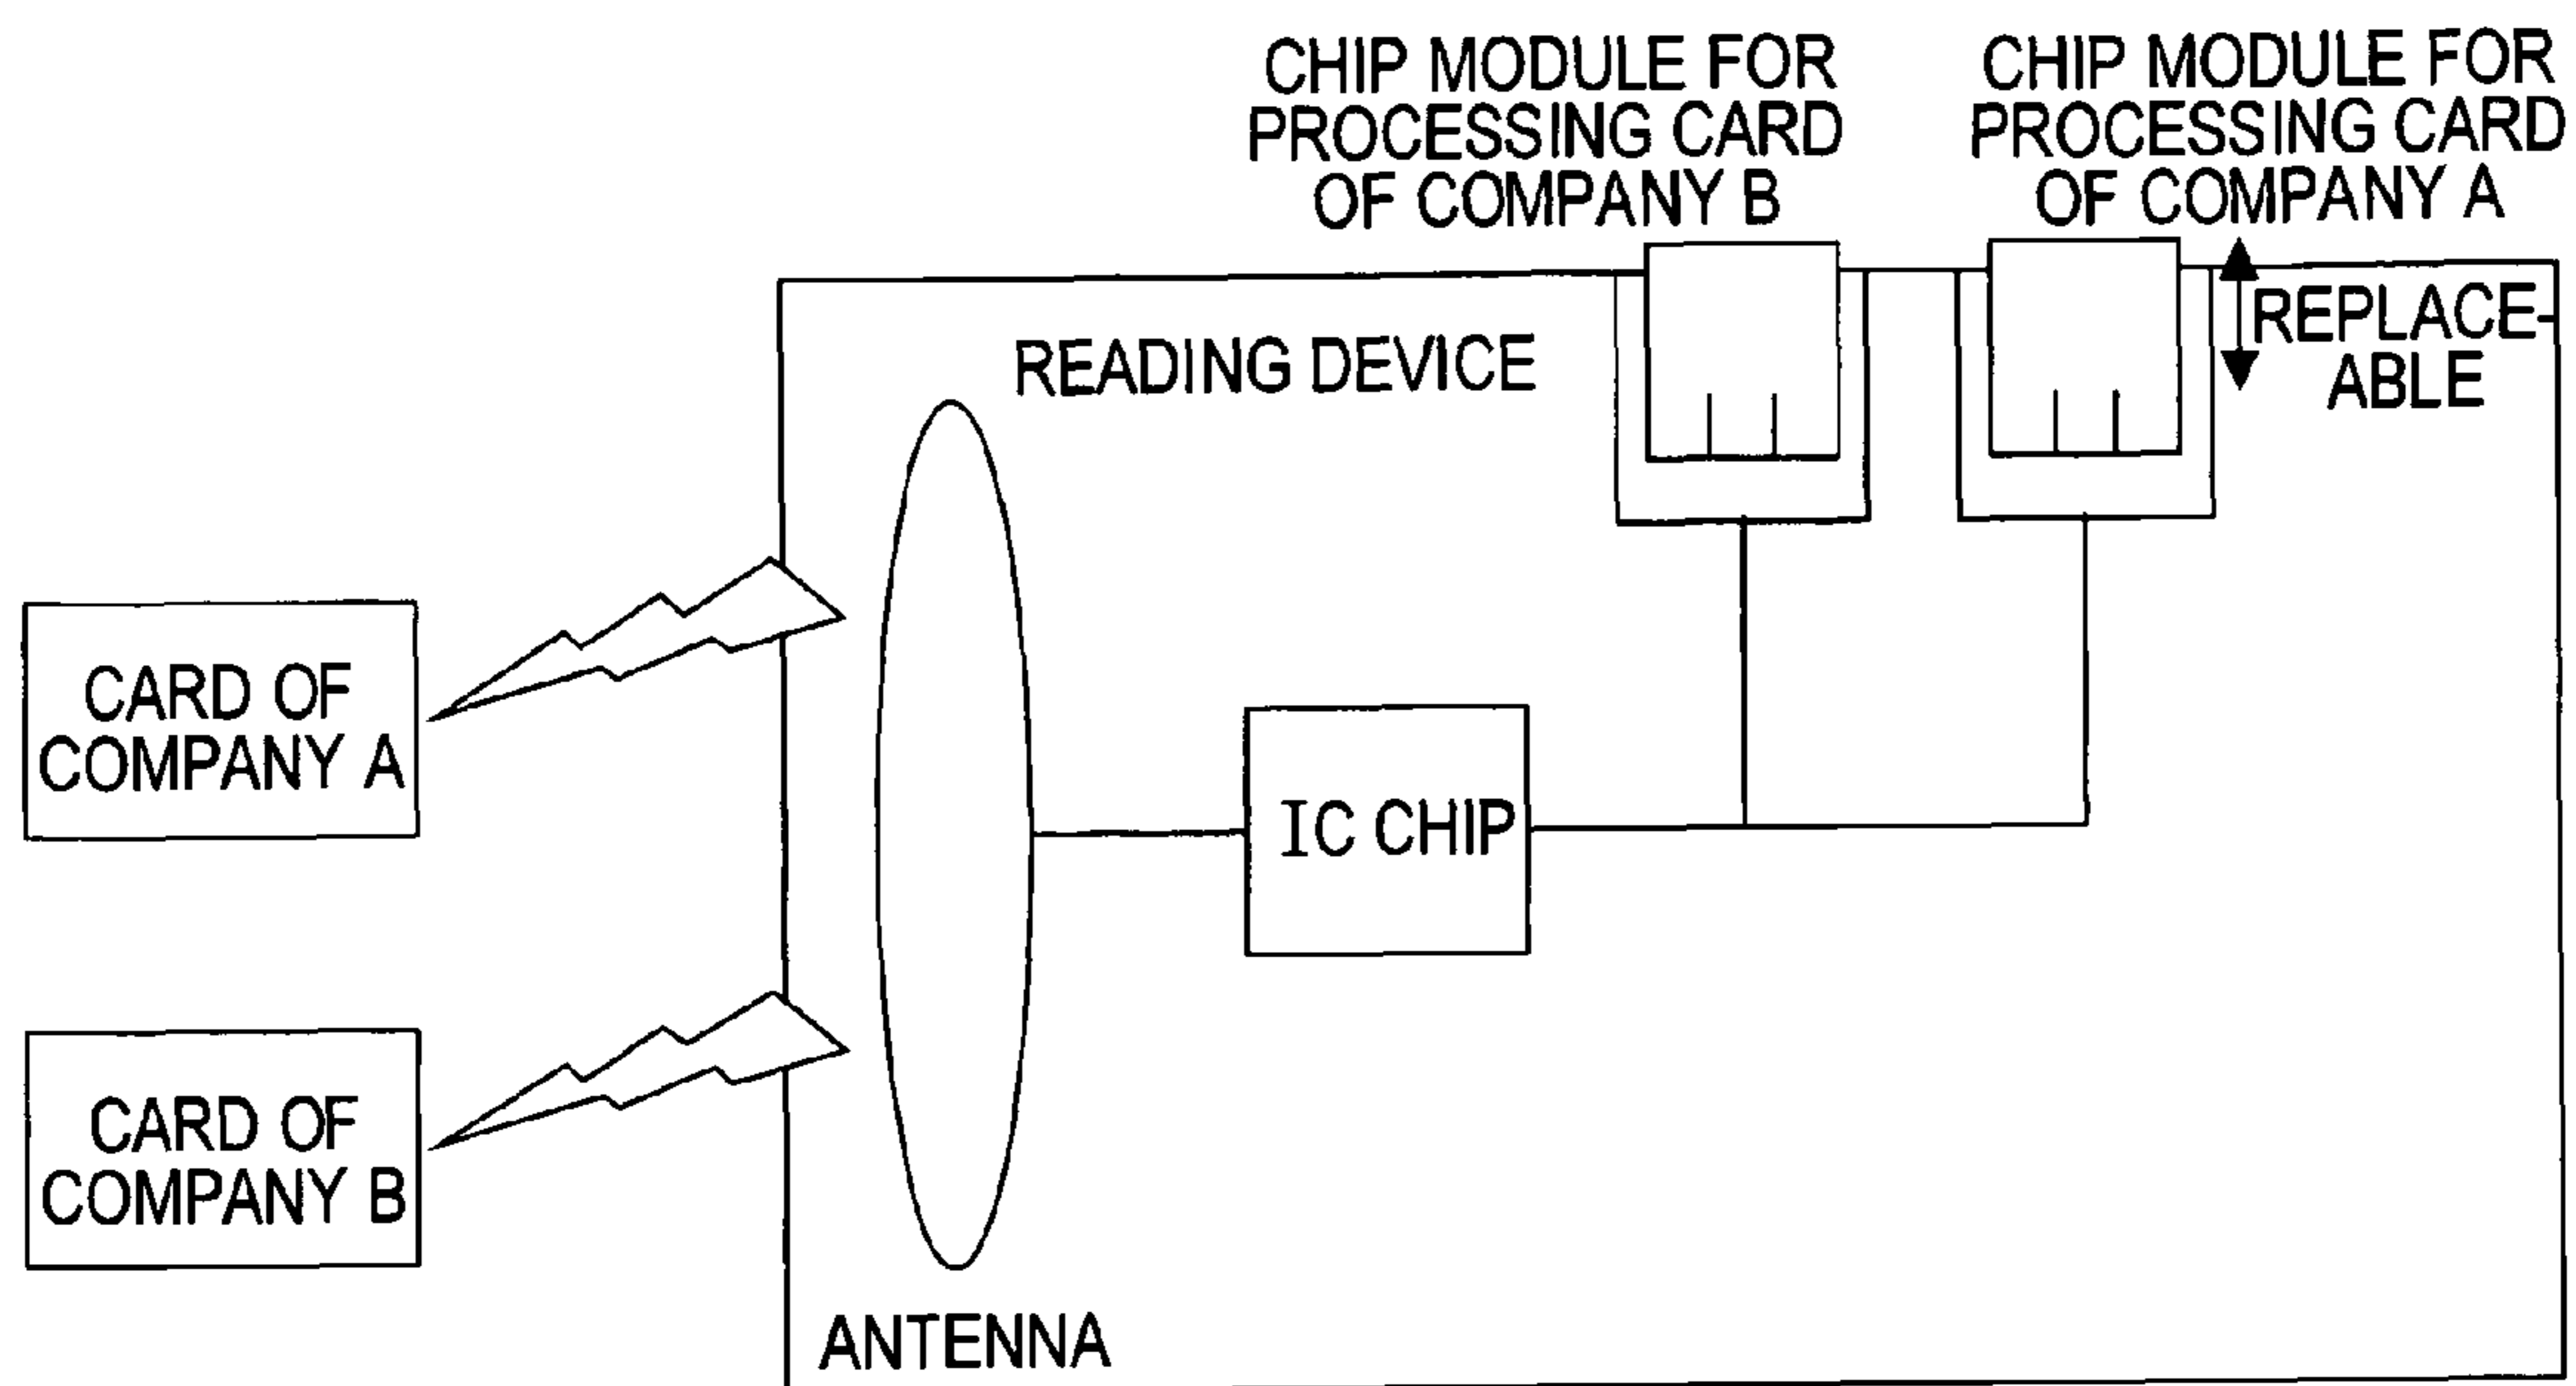 CHIP MODULE FOR
PROCESSING CARD
OF COMPANY B
CHIP MODULE FOR
PROCESSING CARD
OF COMPANY A
REPLACE-
ABLE
READING DEVICE
CARD OF
COMPANY A
IC CHIP
CARD OF
COMPANY B
ANTENNA